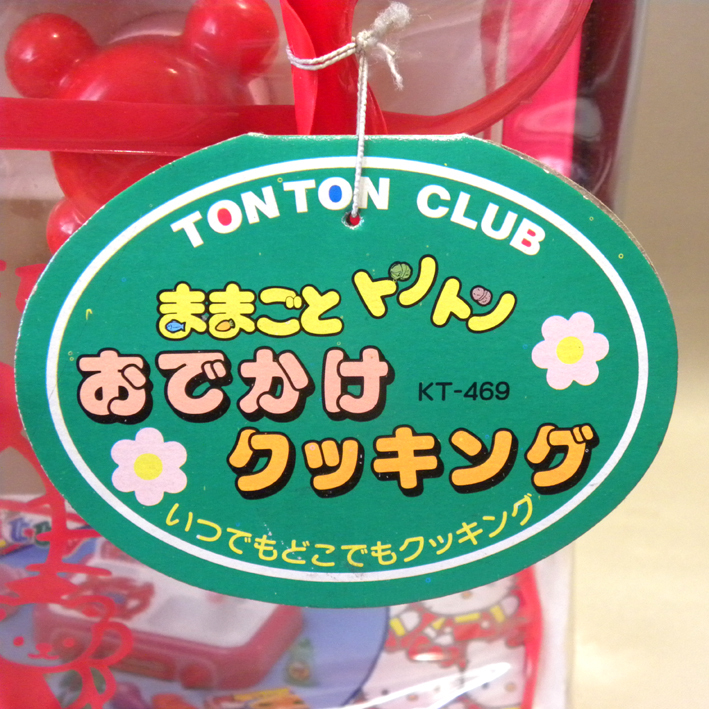 TONTON CLUB
ままごとトントン
おでかけ
KT-469
クッキング
いつでもどこでもクッキング